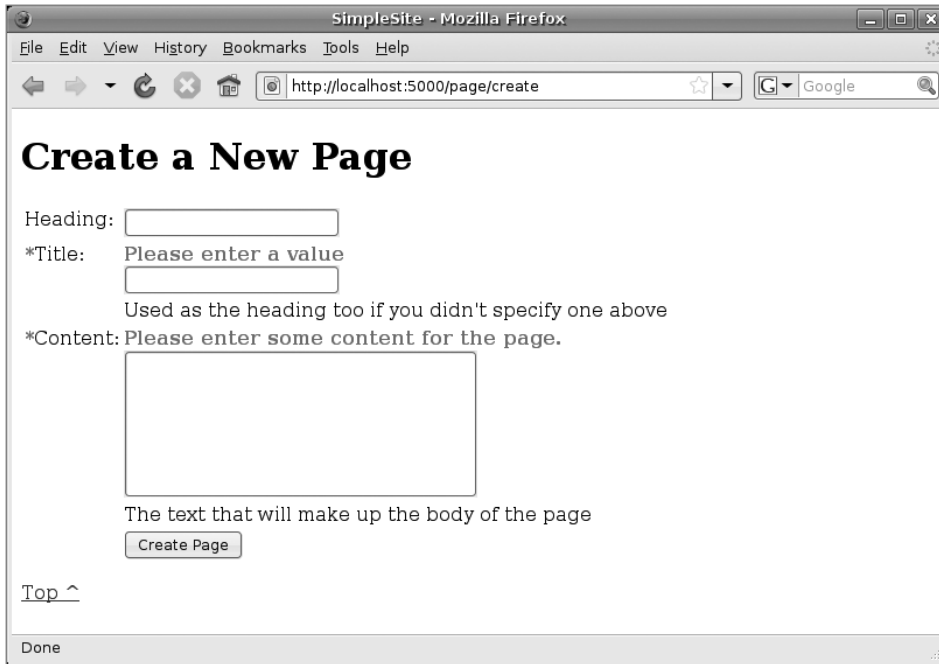 SimpleSite - Mozilla Firefox
File Edit View History Bookmarks Tools Help
http://localhost:5000/page/create
G Google
Create a New Page
Heading:
*Title: Please enter a value
Used as the heading too if you didn't specify one above
*Content: Please enter some content for the page.
The text that will make up the body of the page
Create Page
Top ^
Done